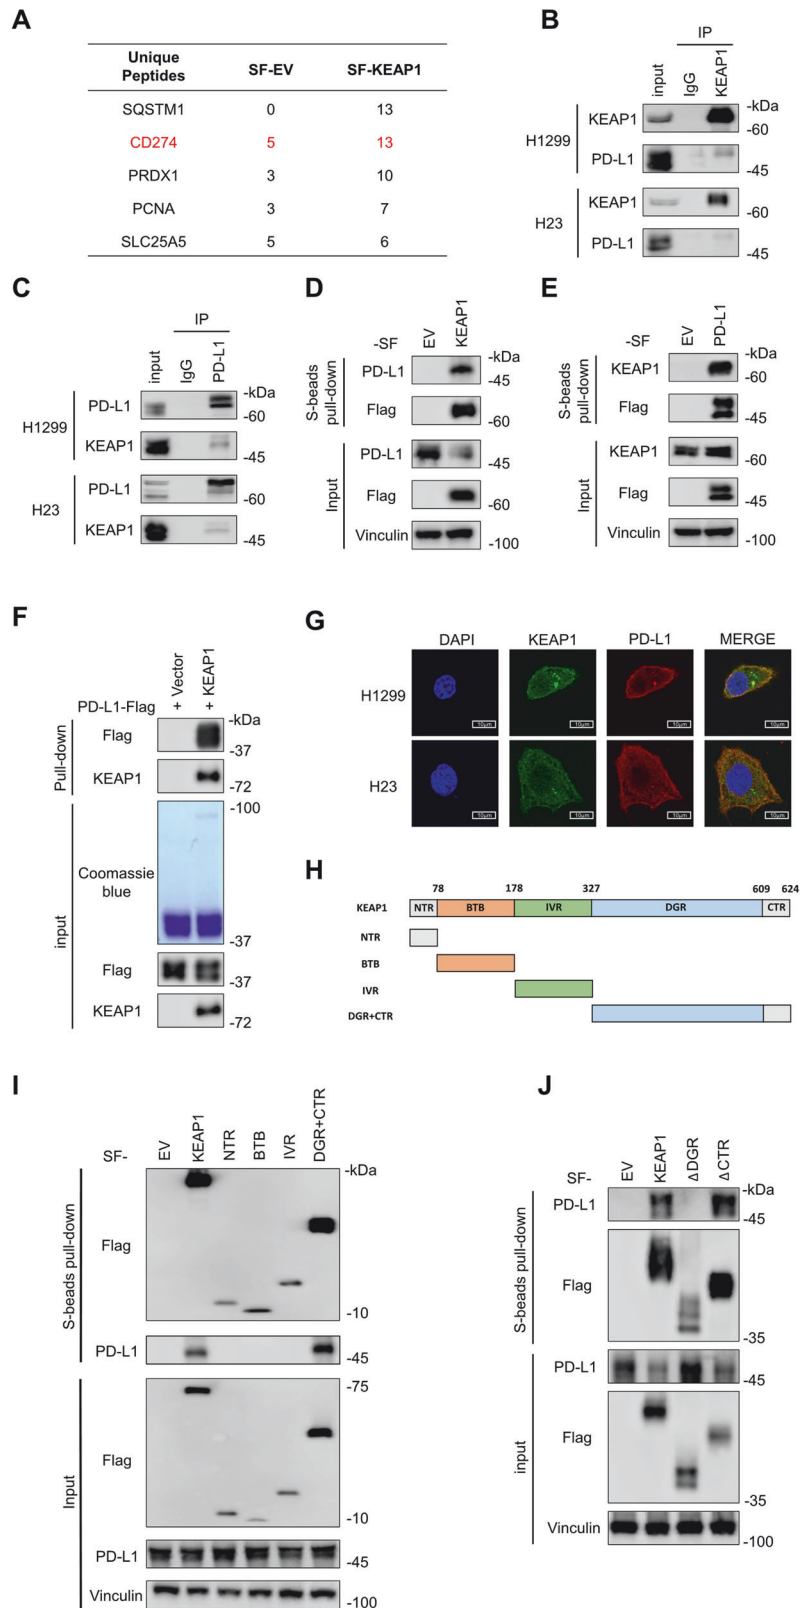 A
Unique Peptides SF-EV SF-KEAP1
SQSTM1 0 13
CD274 5 13
PRDX1 3 10
PCNA 3 7
SLC25A5 5 6
B
IP
input IgG KEAP1
-kDa
H1299
KEAP1 -60
PD-L1 -45
H23
KEAP1 -60
PD-L1 -45
C
IP
input IgG PD-L1
-kDa
H1299
PD-L1 -60
KEAP1 -45
H23
PD-L1 -60
KEAP1 -45
D
-SF EV KEAP1
-kDa
S-beads pull-down
PD-L1 -45
Flag -60
Input
PD-L1 -45
Flag -60
Vinculin -100
E
-SF EV PD-L1
-kDa
S-beads pull-down
KEAP1 -60
Flag -45
Input
KEAP1 -60
Flag -45
Vinculin -100
F
PD-L1-Flag + Vector + KEAP1
-kDa
Pull-down
Flag -37
KEAP1 -72
input
-100
Coomassie blue
-37
Flag -37
KEAP1 -72
G
DAPI KEAP1 PD-L1 MERGE
H1299
10μm 10μm 10μm 10μm
H23
10μm 10μm 10μm 10μm
H
78 178 327 609 624
KEAP1 NTR BTB IVR DGR CTR
NTR
BTB
IVR
DGR+CTR
I
SF- EV KEAP1 NTR BTB IVR DGR+CTR
-kDa
S-beads pull-down
Flag
-10
PD-L1 -45
Input
-75
Flag
-10
PD-L1 -45
Vinculin -100
J
SF- EV KEAP1 ΔDGR ΔCTR
-kDa
S-beads pull-down
PD-L1 -45
Flag
-35
input
PD-L1 -45
Flag
-35
Vinculin -100